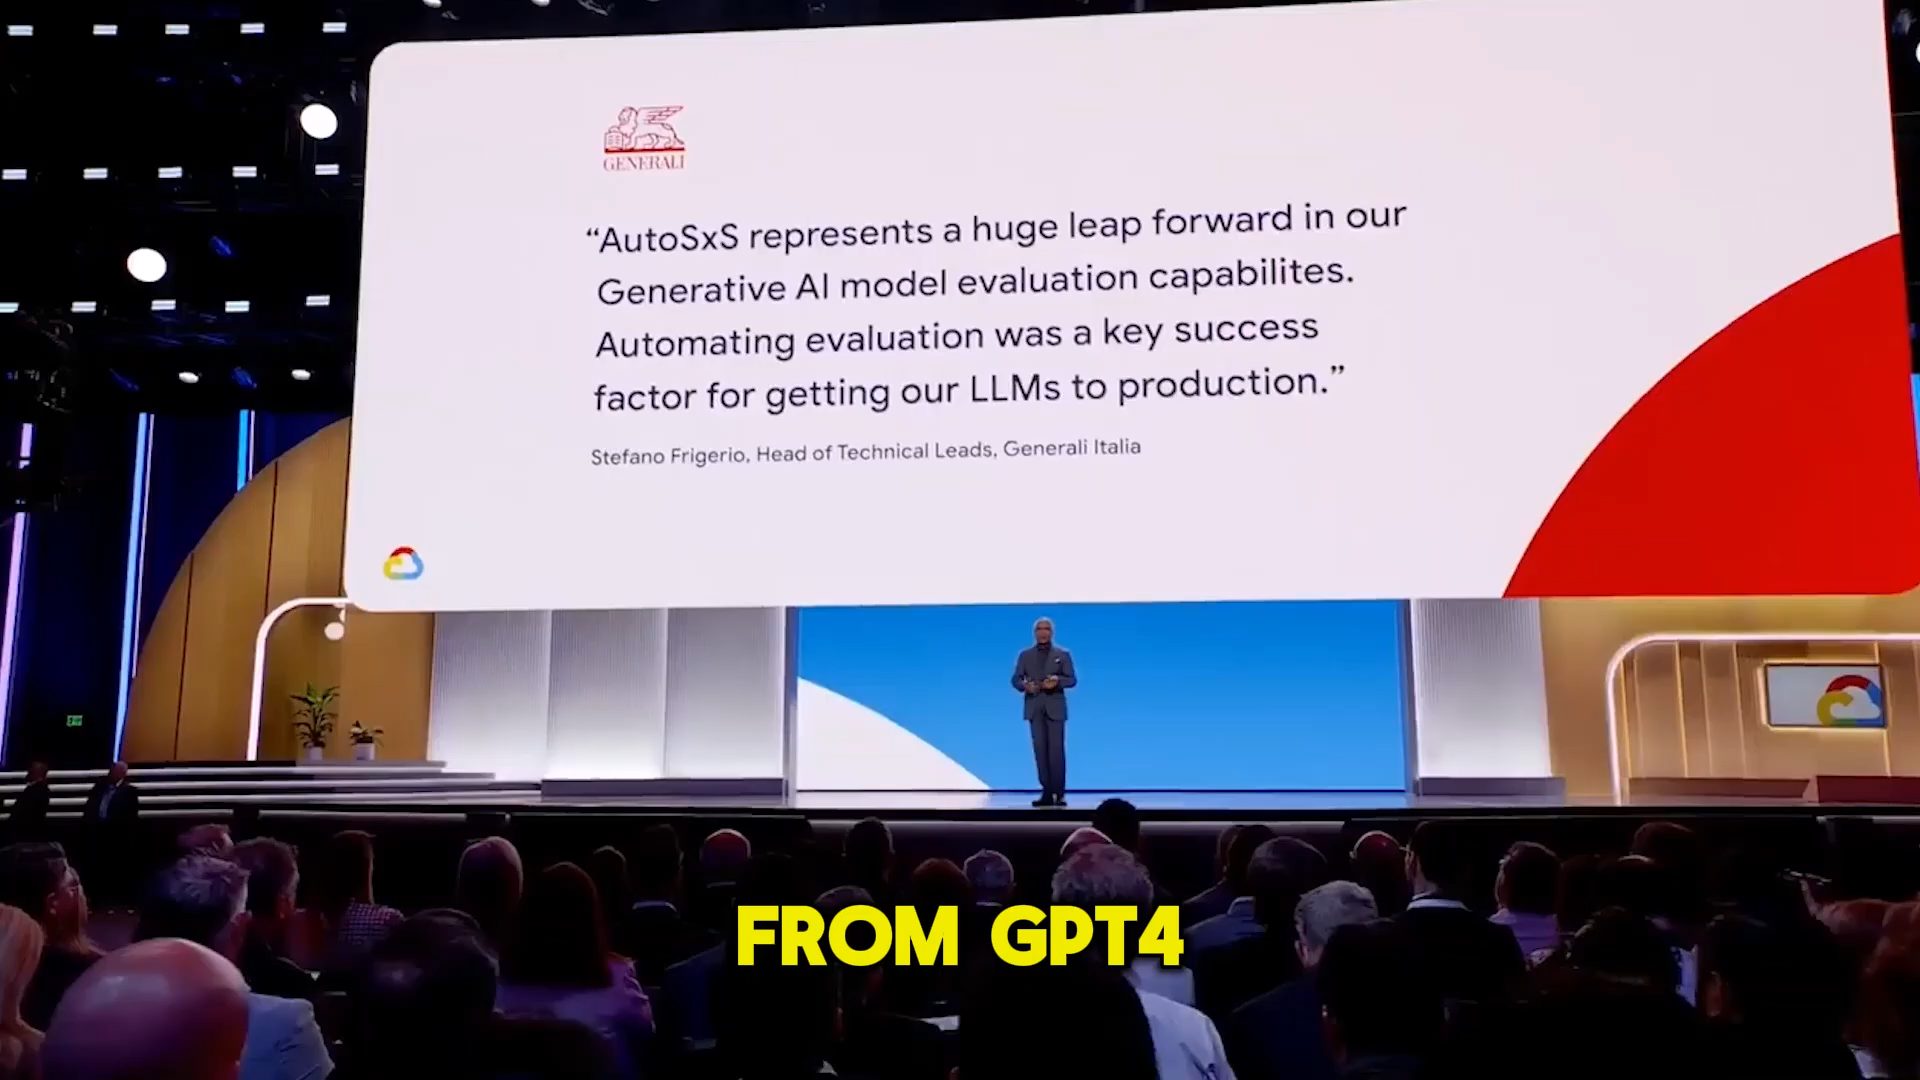 GENERALI
“AutoSxS represents a huge leap forward in our
Generative AI model evaluation capabilites.
Automating evaluation was a key success
factor for getting our LLMs to production.”
Stefano Frigerio, Head of Technical Leads, Generali Italia
EXIT
FROM GPT4